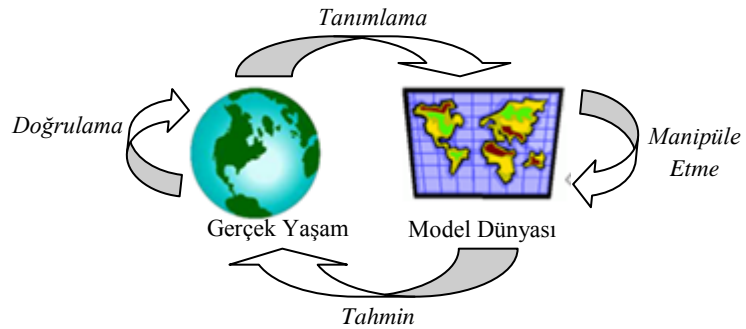 Tanımlama
Doğrulama
Manipüle
Etme
Gerçek Yaşam
Model Dünyası
Tahmin